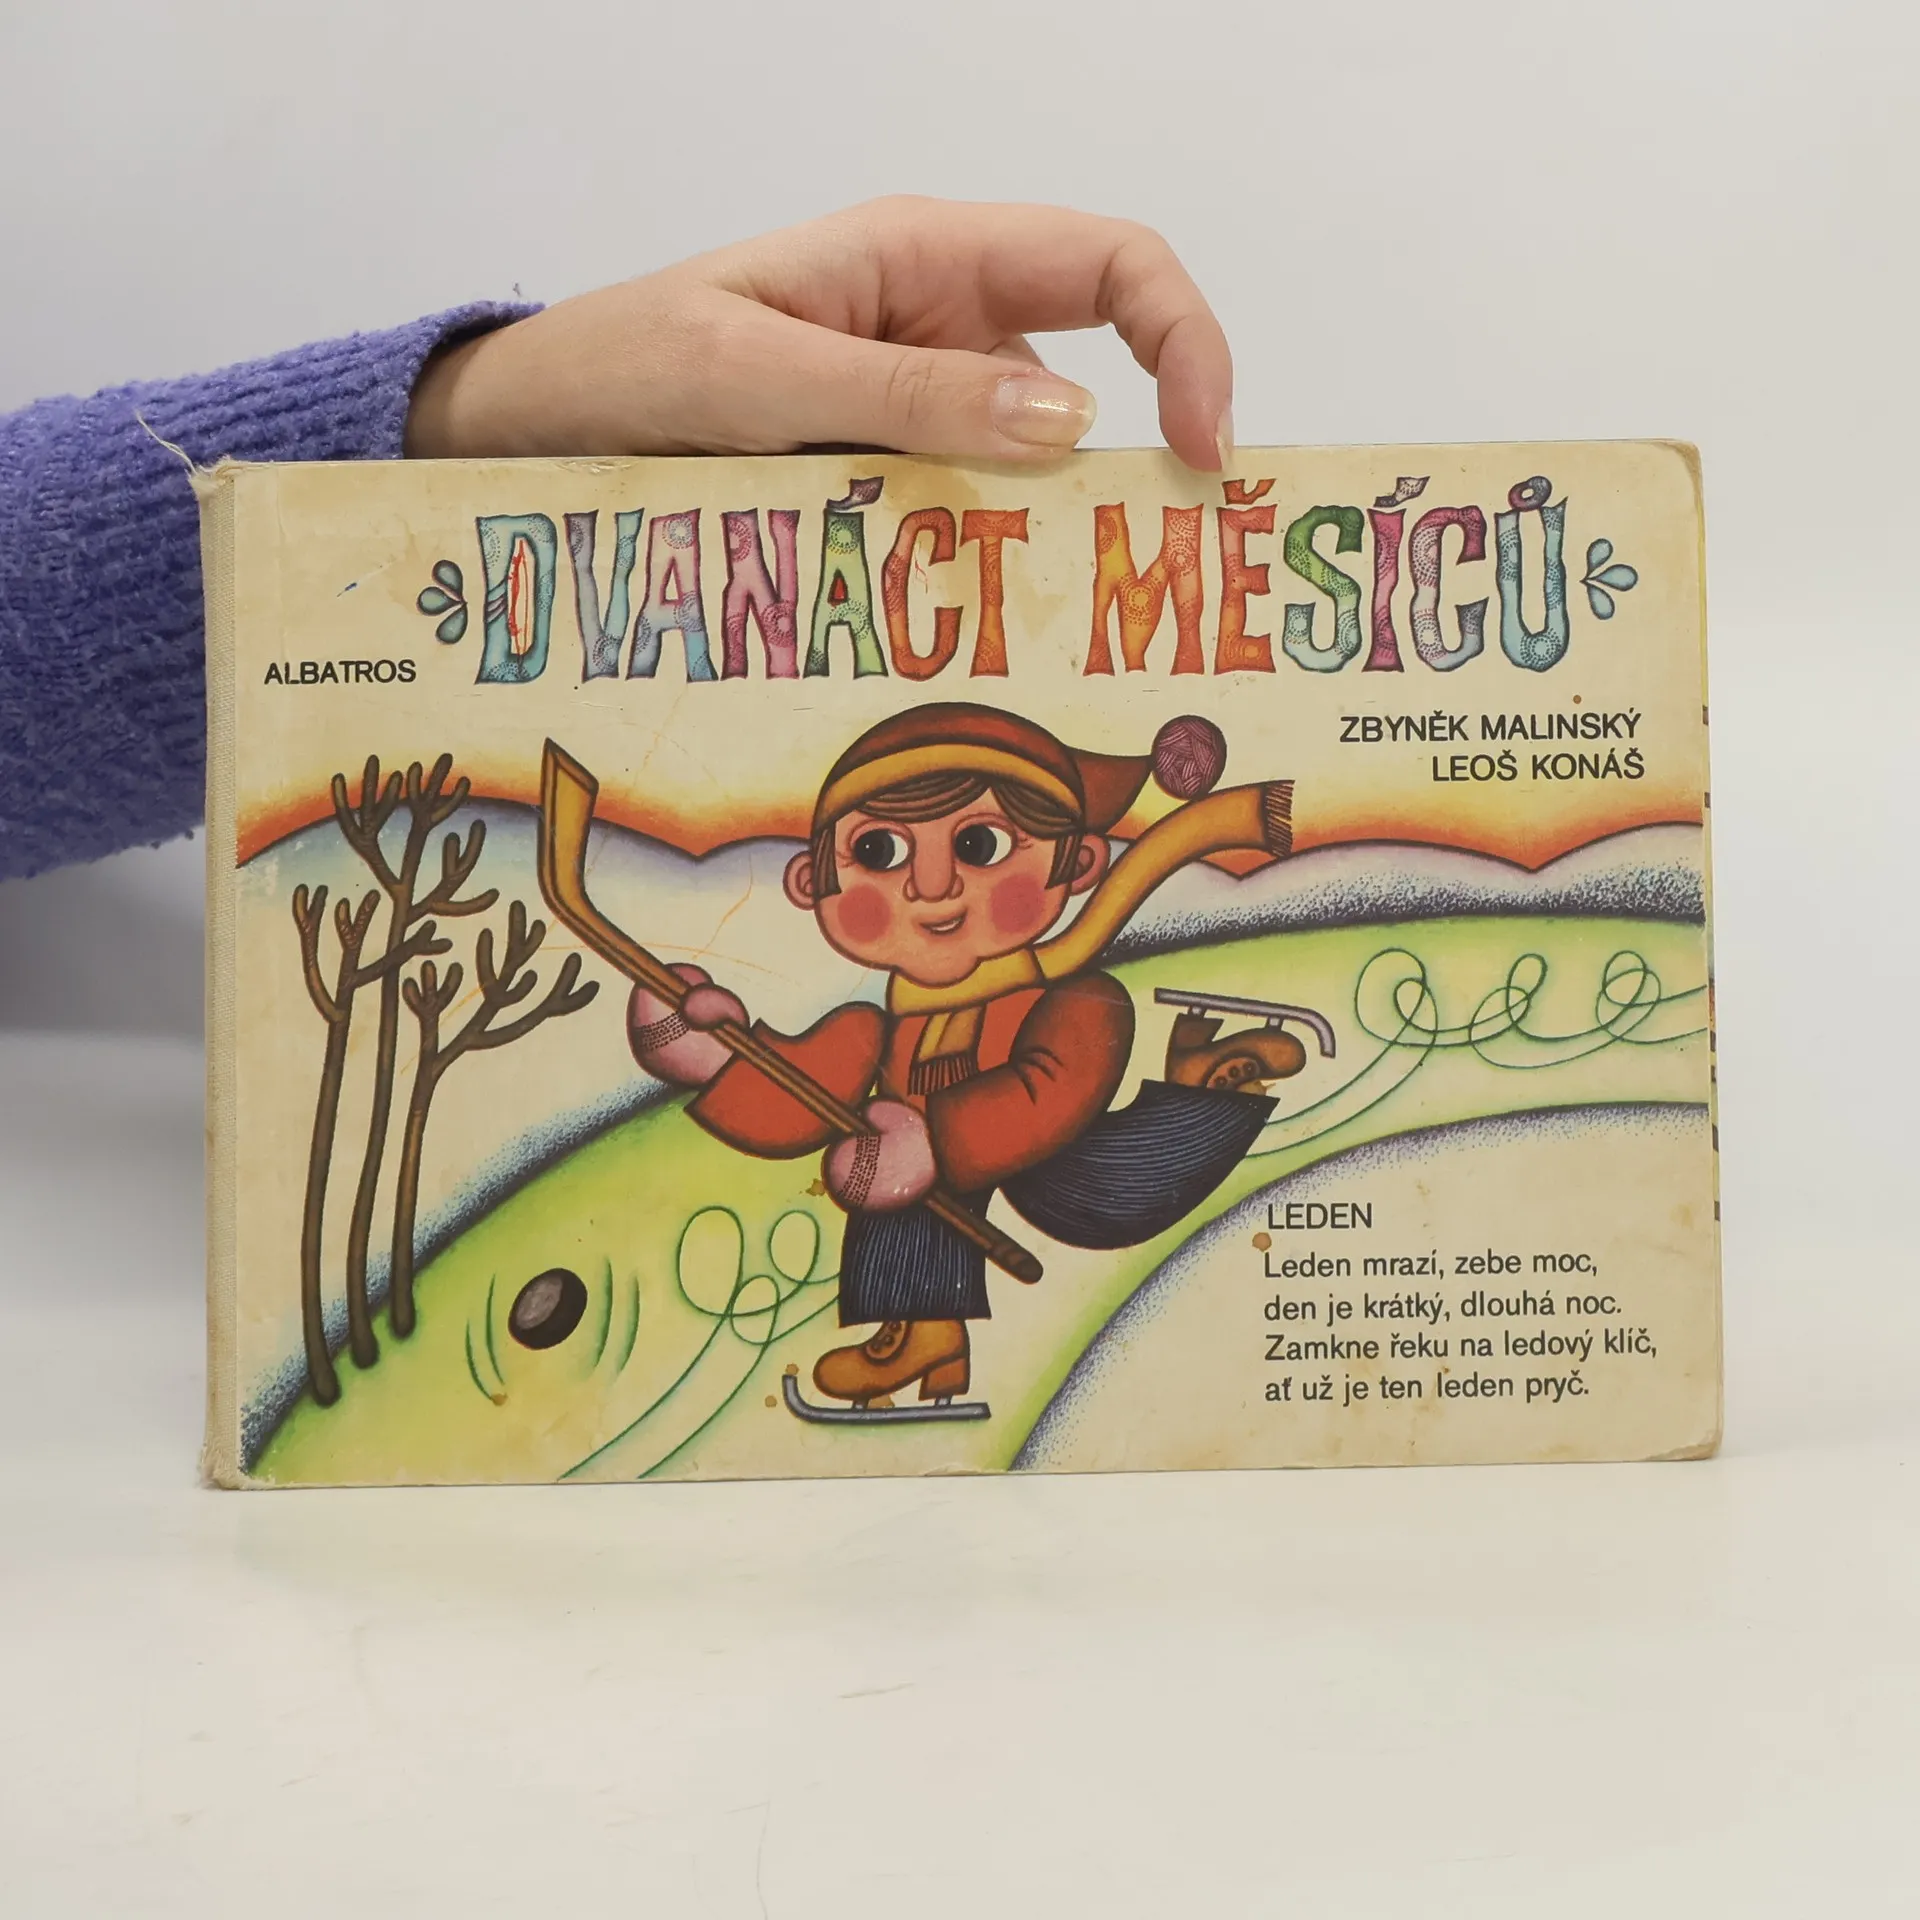 DVANÁCT MĚSÍCŮ
ALBATROS
ZBYNĚK MALINSKÝ
LEOŠ KONÁŠ
LEDEN
Leden mrazí, zebe moc,
den je krátký, dlouhá noc.
Zamkne řeku na ledový klíč,
ať už je ten leden pryč.